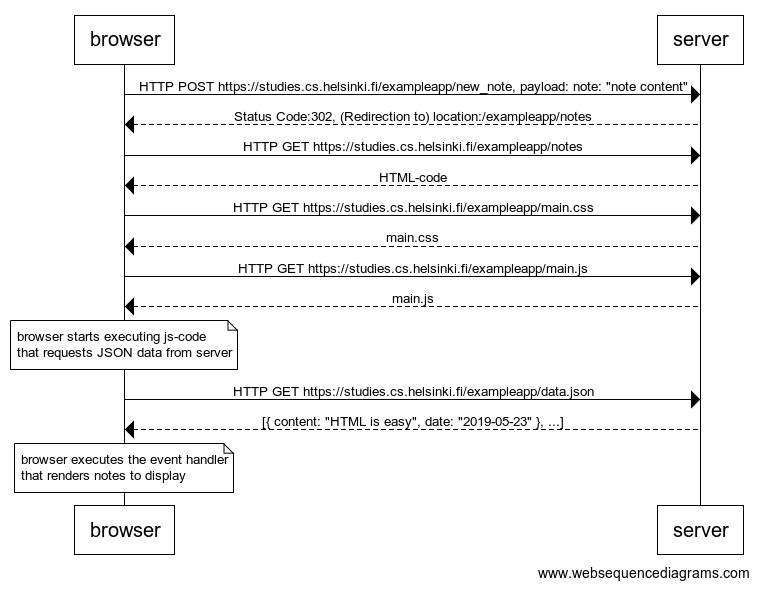 browser
server
HTTP POST https://studies.cs.helsinki.fi/exampleapp/new_note, payload: note: "note content"
Status Code:302, (Redirection to) location:/exampleapp/notes
HTTP GET https://studies.cs.helsinki.fi/exampleapp/notes
HTML-code
HTTP GET https://studies.cs.helsinki.fi/exampleapp/main.css
main.css
HTTP GET https://studies.cs.helsinki.fi/exampleapp/main.js
main.js
browser starts executing js-code
that requests JSON data from server
HTTP GET https://studies.cs.helsinki.fi/exampleapp/data.json
[{ content: "HTML is easy", date: "2019-05-23" }, ...]
browser executes the event handler
that renders notes to display
browser
server
www.websequencediagrams.com